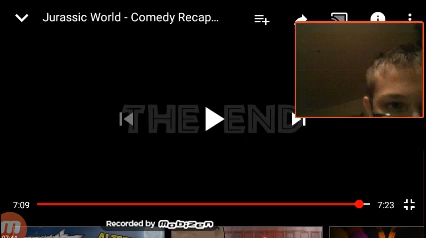 Jurassic World - Comedy Recap...
THE END
7:09
7:23
Recorded by Mobizen